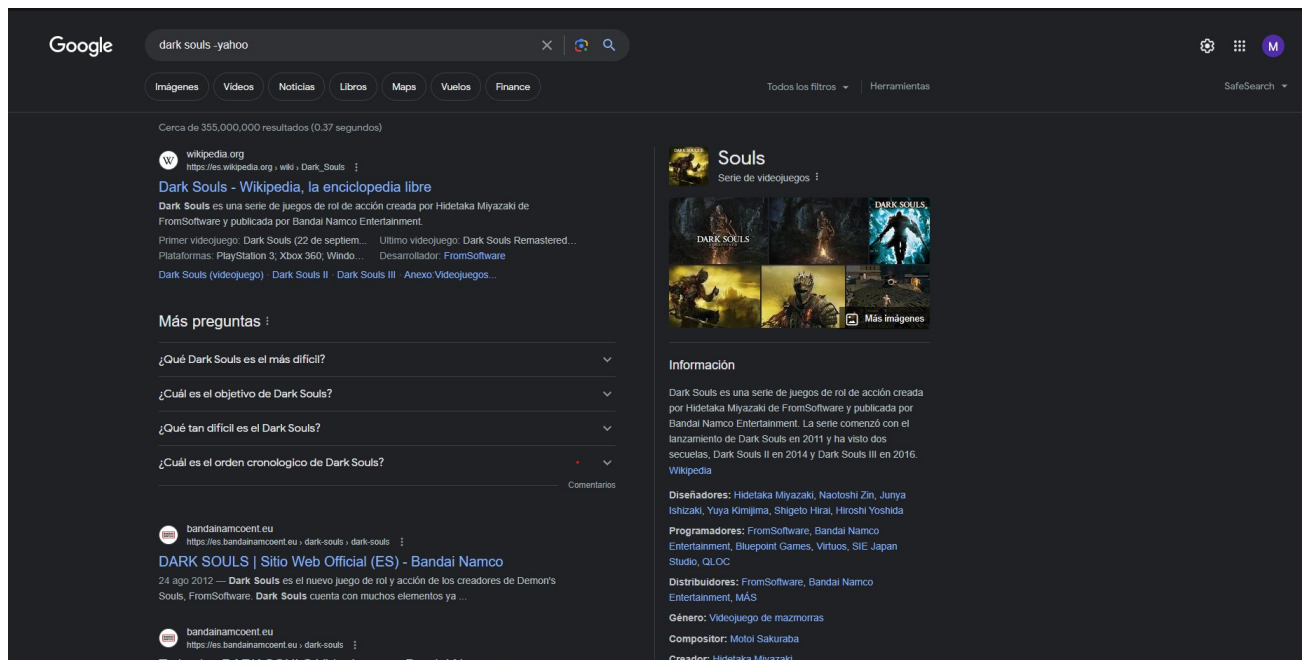 Google
dark souls -yahoo
M
Imágenes
Videos
Noticias
Libros
Maps
Vuelos
Finance
Todos los filtros
Herramientas
SafeSearch
Cerca de 355,000,000 resultados (0.37 segundos)
W
wikipedia.org
https://es.wikipedia.org › wiki › Dark_Souls
Dark Souls - Wikipedia, la enciclopedia libre
Dark Souls es una serie de juegos de rol de acción creada por Hidetaka Miyazaki de
FromSoftware y publicada por Bandai Namco Entertainment.
Primer videojuego: Dark Souls (22 de septiem... Ultimo videojuego: Dark Souls Remastered...
Plataformas: PlayStation 3; Xbox 360; Windo... Desarrollador: FromSoftware
Dark Souls (videojuego) · Dark Souls II · Dark Souls III · Anexo:Videojuegos...
Más preguntas
¿Qué Dark Souls es el más difícil?
¿Cuál es el objetivo de Dark Souls?
¿Qué tan difícil es el Dark Souls?
¿Cuál es el orden cronologico de Dark Souls?
Comentarios
bandainamcoent.eu
https://es.bandainamcoent.eu › dark-souls › dark-souls
DARK SOULS | Sitio Web Official (ES) - Bandai Namco
24 ago 2012 — Dark Souls es el nuevo juego de rol y acción de los creadores de Demon's
Souls, FromSoftware. Dark Souls cuenta con muchos elementos ya ...
bandainamcoent.eu
https://es.bandainamcoent.eu › dark-souls
Souls
Serie de videojuegos
DARK SOULS
DARK SOULS
Más imágenes
Información
Dark Souls es una serie de juegos de rol de acción creada
por Hidetaka Miyazaki de FromSoftware y publicada por
Bandai Namco Entertainment. La serie comenzó con el
lanzamiento de Dark Souls en 2011 y ha visto dos
secuelas, Dark Souls II en 2014 y Dark Souls III en 2016.
Wikipedia
Diseñadores: Hidetaka Miyazaki, Naotoshi Zin, Junya
Ishizaki, Yuya Kimijima, Shigeto Hirai, Hiroshi Yoshida
Programadores: FromSoftware, Bandai Namco
Entertainment, Bluepoint Games, Virtuos, SIE Japan
Studio, QLOC
Distribuidores: FromSoftware, Bandai Namco
Entertainment, MÁS
Género: Videojuego de mazmorras
Compositor: Motoi Sakuraba
Creador: Hidetaka Miyazaki